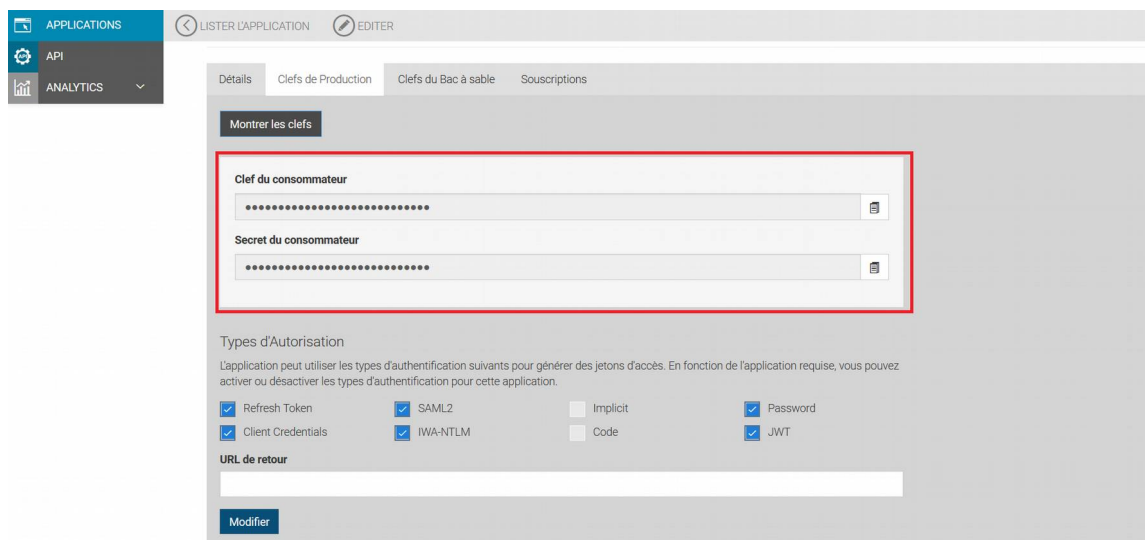 APPLICATIONS
LISTER L'APPLICATION EDITER
API
ANALYTICS
Détails Clefs de Production Clefs du Bac à sable Souscriptions
Montrer les clefs
Clef du consommateur
••••••••••••••••••••••••••••
Secret du consommateur
••••••••••••••••••••••••••••
Types d'Autorisation
L'application peut utiliser les types d'authentification suivants pour générer des jetons d'accès. En fonction de l'application requise, vous pouvez
activer ou désactiver les types d'authentification pour cette application.
Refresh Token SAML2 Implicit Password
Client Credentials IWA-NTLM Code JWT
URL de retour
Modifier